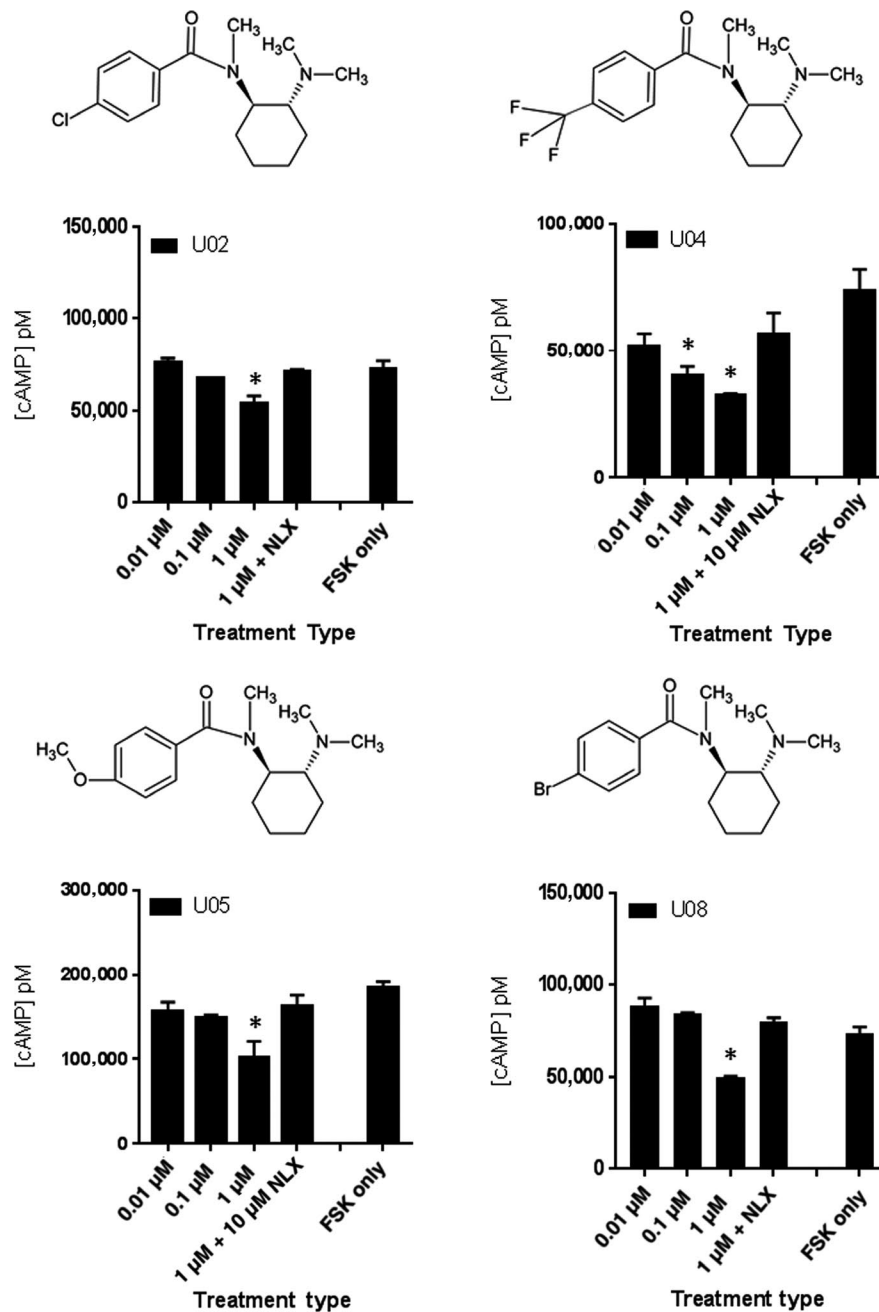 O
CH3
H3C
N
N
CH3
Cl
O
CH3
H3C
N
N
CH3
F
F
F
150,000
100,000
50,000
0
[cAMP] pM
U02
*
0.01 µM
0.1 µM
1 µM
1 µM + NLX
FSK only
Treatment Type
100,000
50,000
0
[cAMP] pM
U04
*
*
0.01 µM
0.1 µM
1 µM
1 µM + 10 µM NLX
FSK only
Treatment Type
O
CH3
H3C
N
N
CH3
H3C
O
O
CH3
H3C
N
N
CH3
Br
300,000
200,000
100,000
0
[cAMP] pM
U05
*
0.01 µM
0.1 µM
1 µM
1 µM + 10 µM NLX
FSK only
Treatment type
150,000
100,000
50,000
0
[cAMP] pM
U08
*
0.01 µM
0.1 µM
1 µM
1 µM + NLX
FSK only
Treatment type